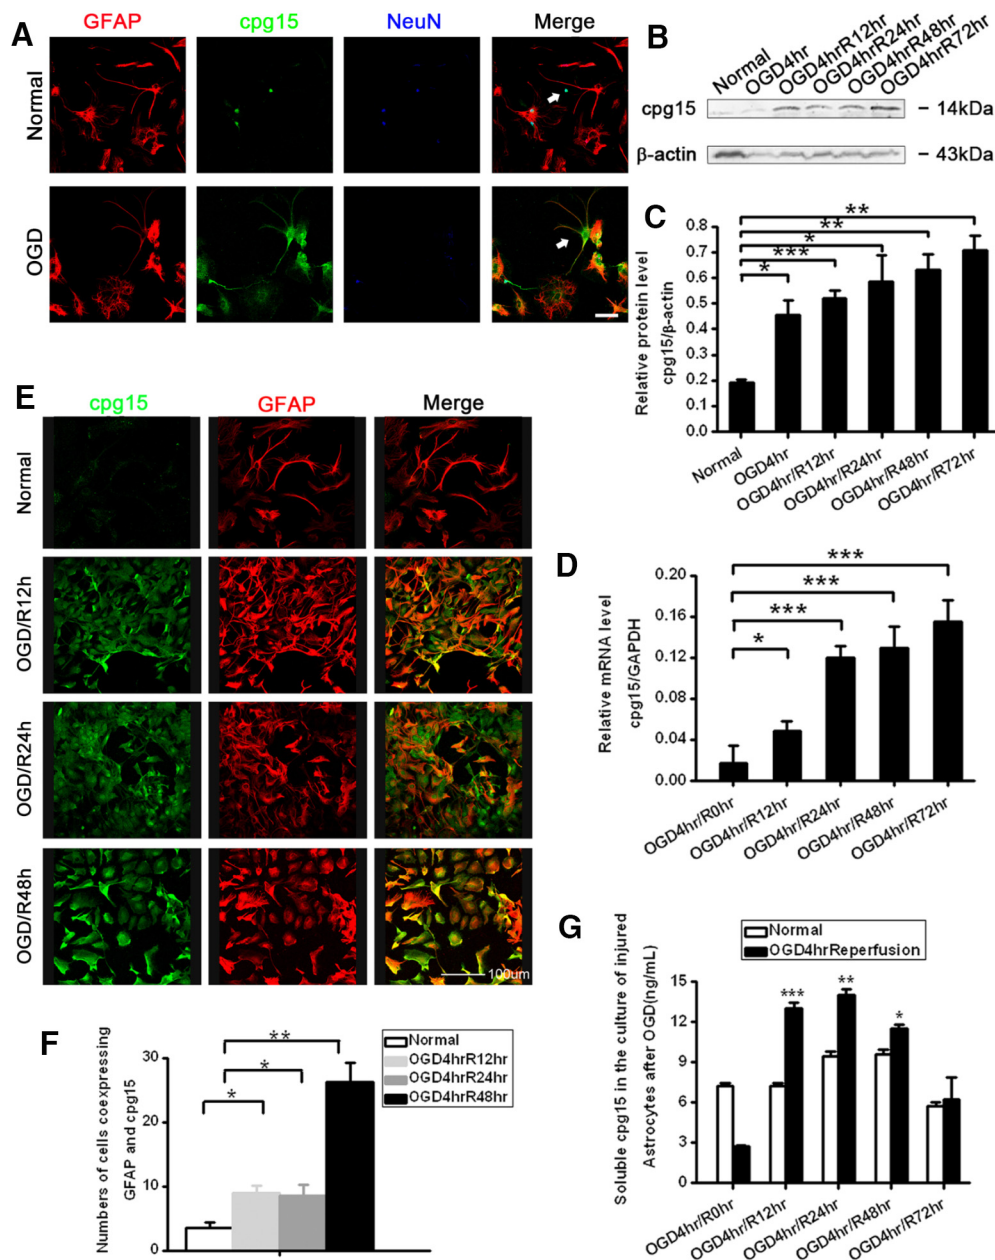 A
GFAP
cpg15
NeuN
Merge
Normal
OGD
B
Normal
OGD4hr
OGD4hrR12hr
OGD4hrR24hr
OGD4hrR48hr
OGD4hrR72hr
cpg15
– 14kDa
β-actin
– 43kDa
C
Relative protein level
cpg15/β-actin
0.8
0.7
0.6
0.5
0.4
0.3
0.2
0.1
0.0
**
**
*
***
*
Normal
OGD4hr
OGD4hr/R12hr
OGD4hr/R24hr
OGD4hr/R48hr
OGD4hr/R72hr
E
cpg15
GFAP
Merge
Normal
OGD/R12h
OGD/R24h
OGD/R48h
100um
D
Relative mRNA level
cpg15/GAPDH
0.20
0.16
0.12
0.08
0.04
0.00
***
***
***
*
OGD4hr/R0hr
OGD4hr/R12hr
OGD4hr/R24hr
OGD4hr/R48hr
OGD4hr/R72hr
F
Numbers of cells coexpressing
GFAP and cpg15
30
20
10
0
**
*
*
Normal
OGD4hrR12hr
OGD4hrR24hr
OGD4hrR48hr
G
Normal
OGD4hrReperfusion
Soluble cpg15 in the culture of injured
Astrocytes after OGD(ng/mL)
15
12
9
6
3
0
***
**
*
OGD4hr/R0hr
OGD4hr/R12hr
OGD4hr/R24hr
OGD4hr/R48hr
OGD4hr/R72hr